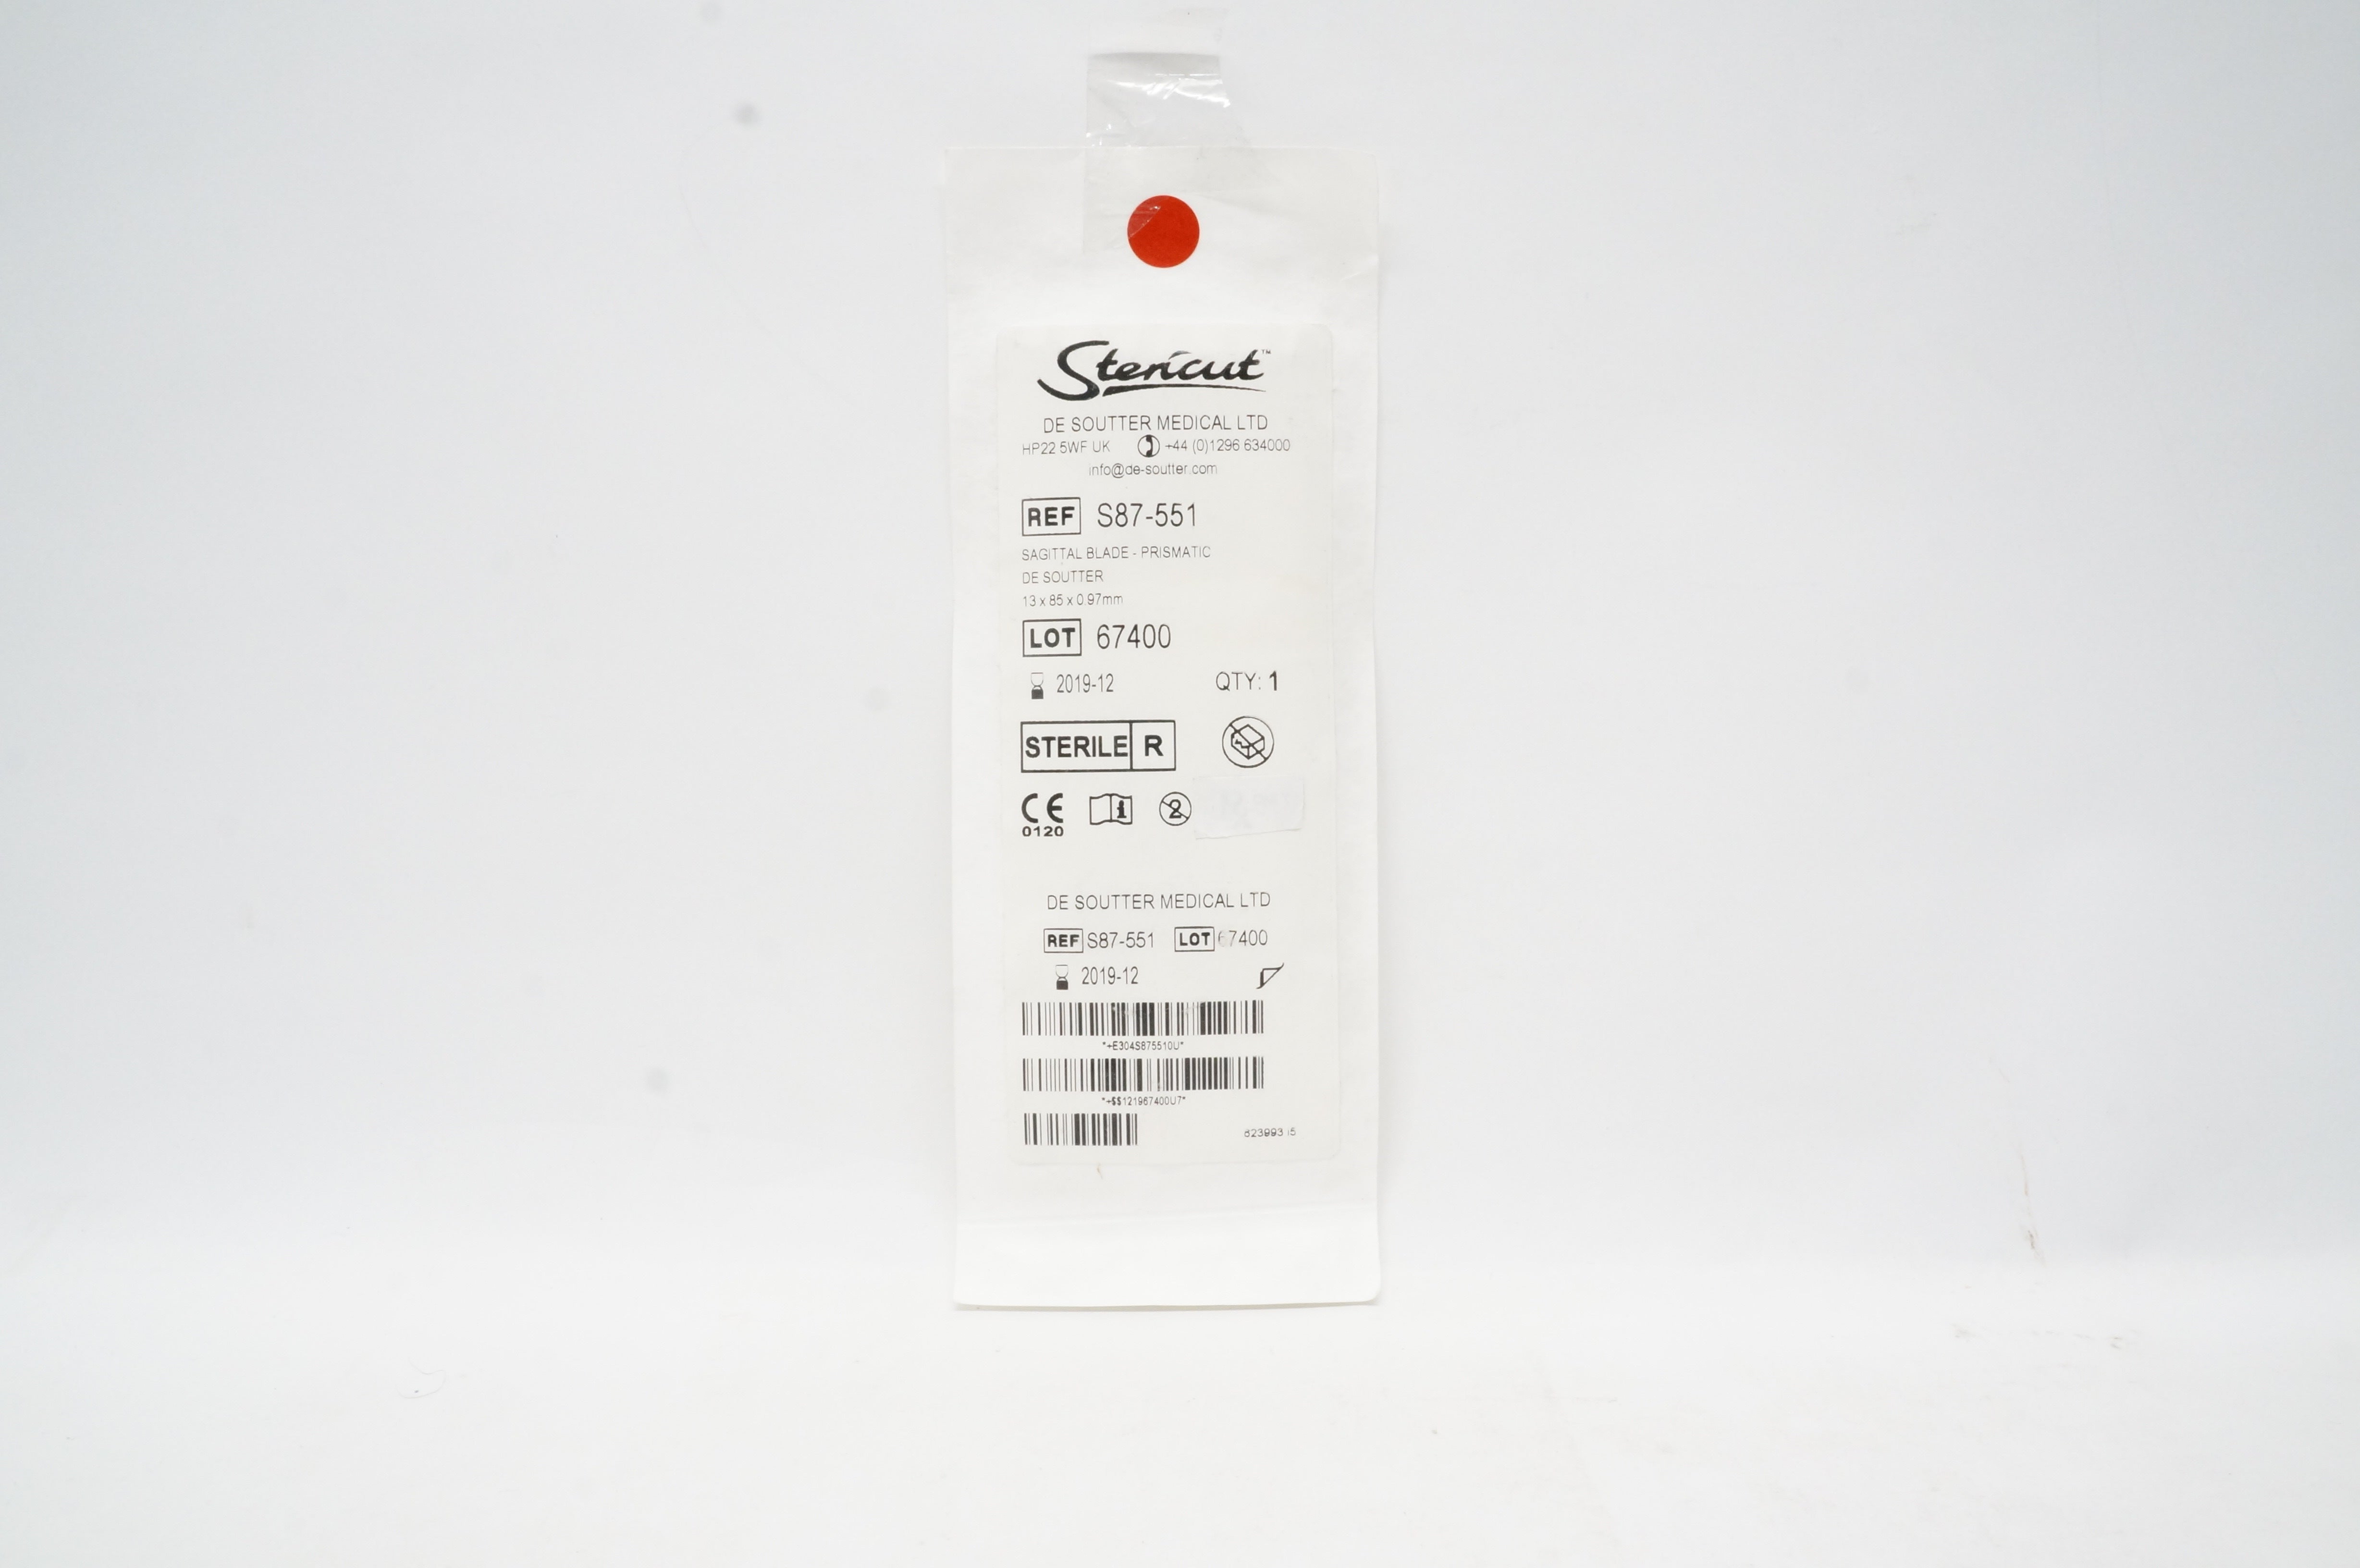 Stericut™
DE SOUTTER MEDICAL LTD
HP22 5WF UK +44 (0)1296 634000
info@de-soutter.com
REF S87-551
SAGITTAL BLADE - PRISMATIC
DE SOUTTER
13 x 85 x 0.97mm
LOT 67400
2019-12 QTY: 1
STERILE R
CE 0120
DE SOUTTER MEDICAL LTD
REF S87-551 LOT 67400
2019-12
*+E304S875510U*
*+$$121967400U7*